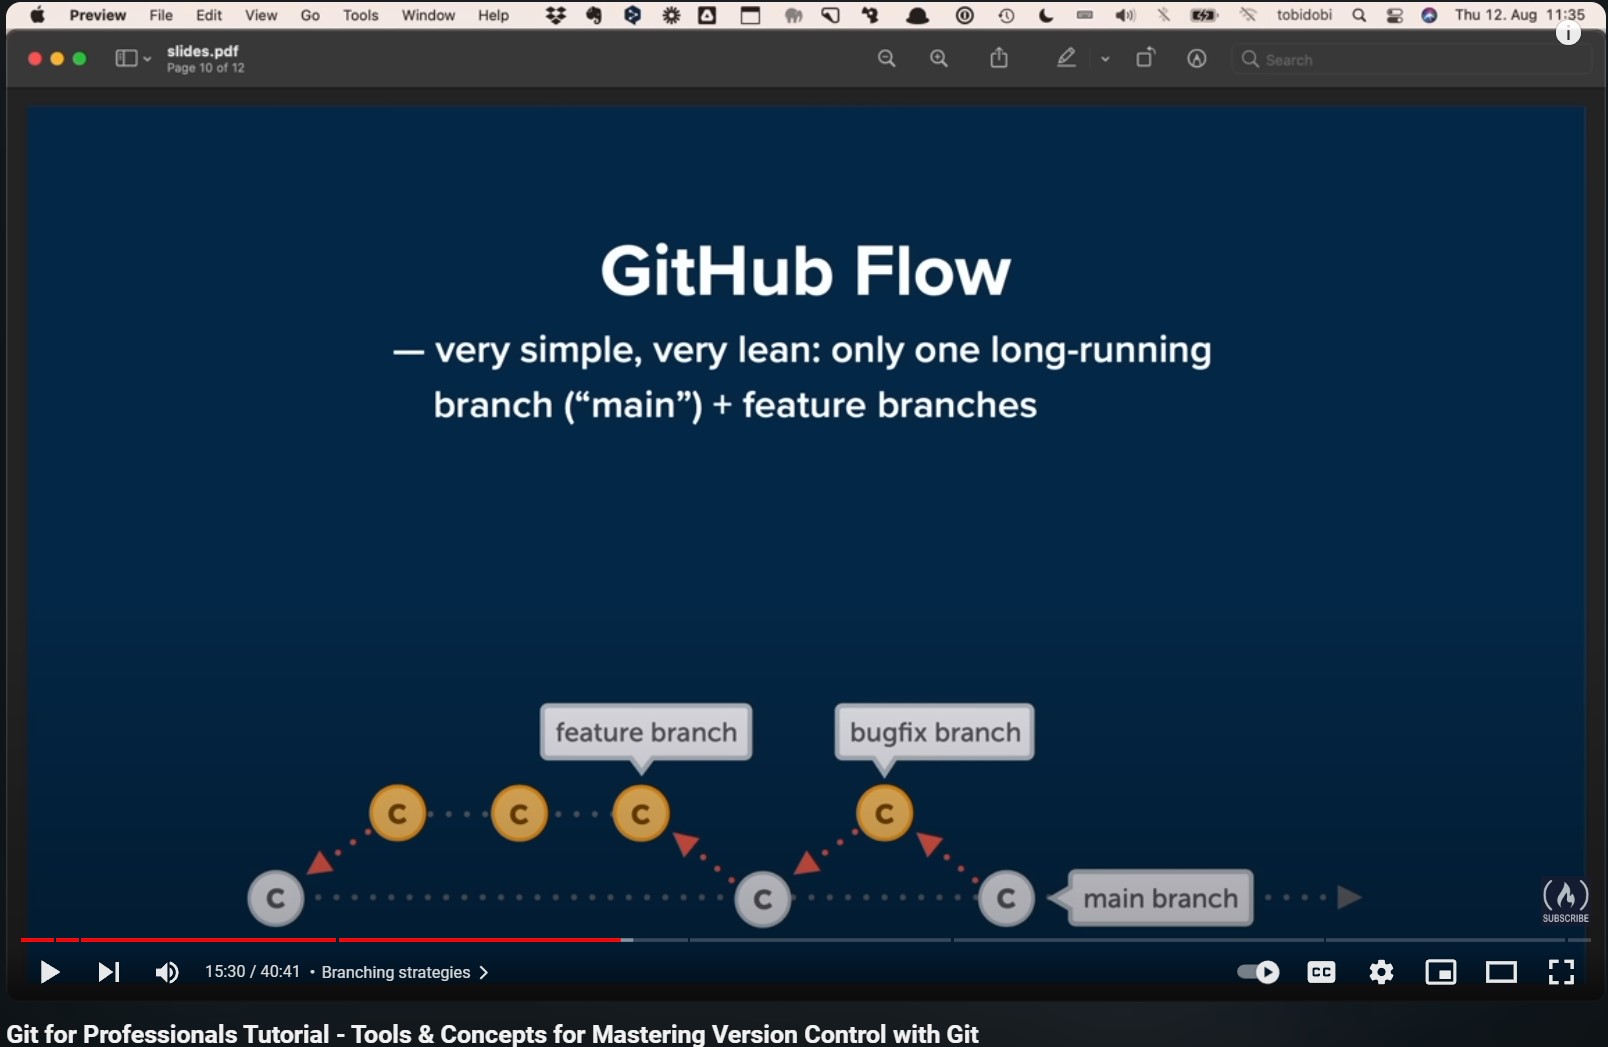 Preview File Edit View Go Tools Window Help tobidobi Thu 12. Aug 11:35
i
slides.pdf
Page 10 of 12
Search
GitHub Flow
— very simple, very lean: only one long-running
branch (“main”) + feature branches
feature branch
bugfix branch
C C C C
C C C
main branch
SUBSCRIBE
15:30 / 40:41 • Branching strategies
CC
Git for Professionals Tutorial - Tools & Concepts for Mastering Version Control with Git